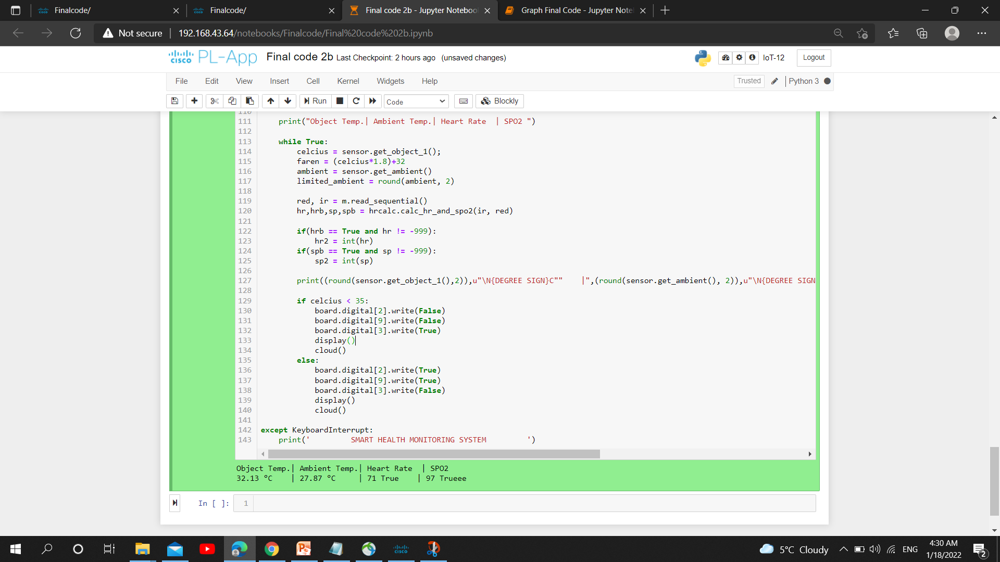 Finalcode/
Finalcode/
Final code 2b - Jupyter Noteboo
Graph Final Code - Jupyter Note
Not secure | 192.168.43.64/notebooks/Finalcode/Final%20code%202b.ipynb
cisco PL-App Final code 2b Last Checkpoint: 2 hours ago (unsaved changes) IoT-12 Logout
File Edit View Insert Cell Kernel Widgets Help Trusted Python 3
Run Code Blockly
110
111     print("Object Temp.| Ambient Temp.| Heart Rate  | SPO2 ")
112
113     while True:
114         celcius = sensor.get_object_1();
115         faren = (celcius*1.8)+32
116         ambient = sensor.get_ambient()
117         limited_ambient = round(ambient, 2)
118
119         red, ir = m.read_sequential()
120         hr,hrb,sp,spb = hrcalc.calc_hr_and_spo2(ir, red)
121
122         if(hrb == True and hr != -999):
123             hr2 = int(hr)
124         if(spb == True and sp != -999):
125             sp2 = int(sp)
126
127         print((round(sensor.get_object_1(),2)),u"\N{DEGREE SIGN}C""    |",(round(sensor.get_ambient(), 2)),u"\N{DEGREE SIGN
128
129         if celcius < 35:
130             board.digital[2].write(False)
131             board.digital[9].write(False)
132             board.digital[3].write(True)
133             display()
134             cloud()
135         else:
136             board.digital[2].write(True)
137             board.digital[9].write(True)
138             board.digital[3].write(False)
139             display()
140             cloud()
141
142 except KeyboardInterrupt:
143     print('         SMART HEALTH MONITORING SYSTEM         ')
Object Temp.| Ambient Temp.| Heart Rate  | SPO2
32.13 °C    | 27.87 °C     | 71 True    | 97 Trueee
In [ ]: 1
5°C Cloudy ENG 4:30 AM
1/18/2022 2